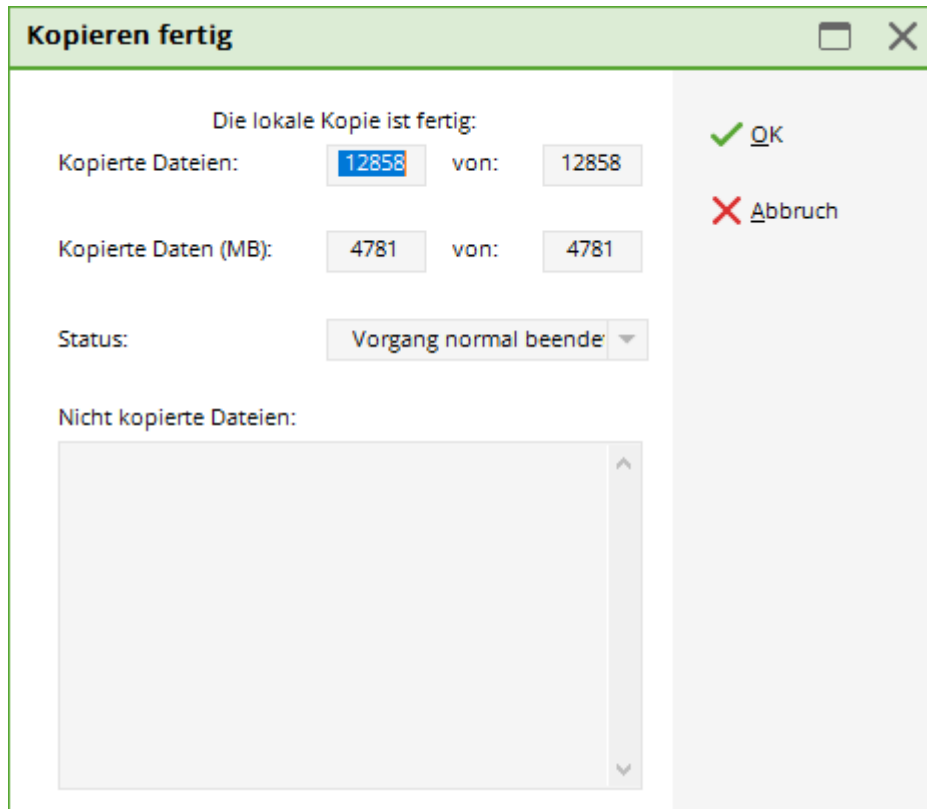 Kopieren fertig
Die lokale Kopie ist fertig:
Kopierte Dateien: 12858 von: 12858
OK
Kopierte Daten (MB): 4781 von: 4781
Abbruch
Status: Vorgang normal beendet
Nicht kopierte Dateien: